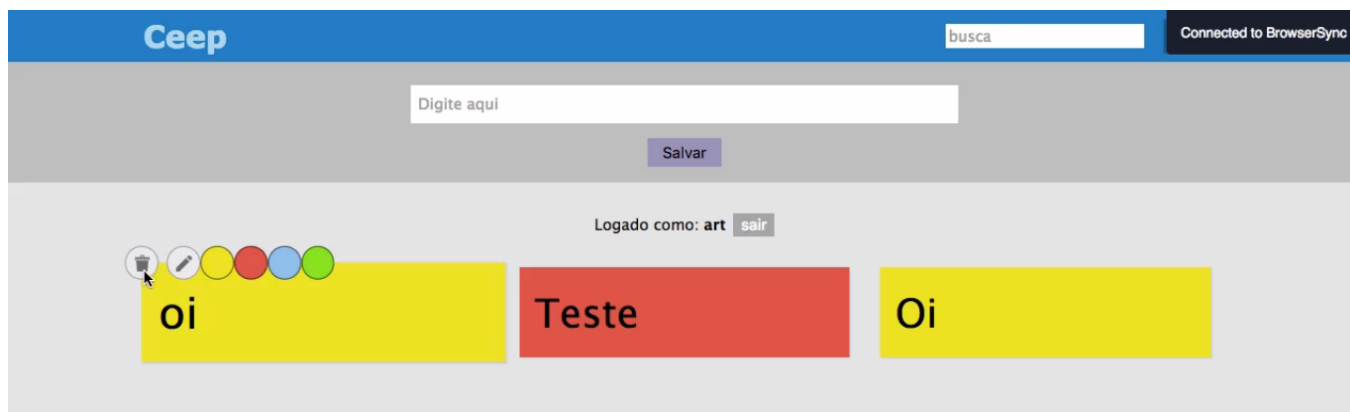 Ceep
busca
Connected to BrowserSync
Digite aqui
Salvar
Logado como: art sair
oi
Teste
Oi